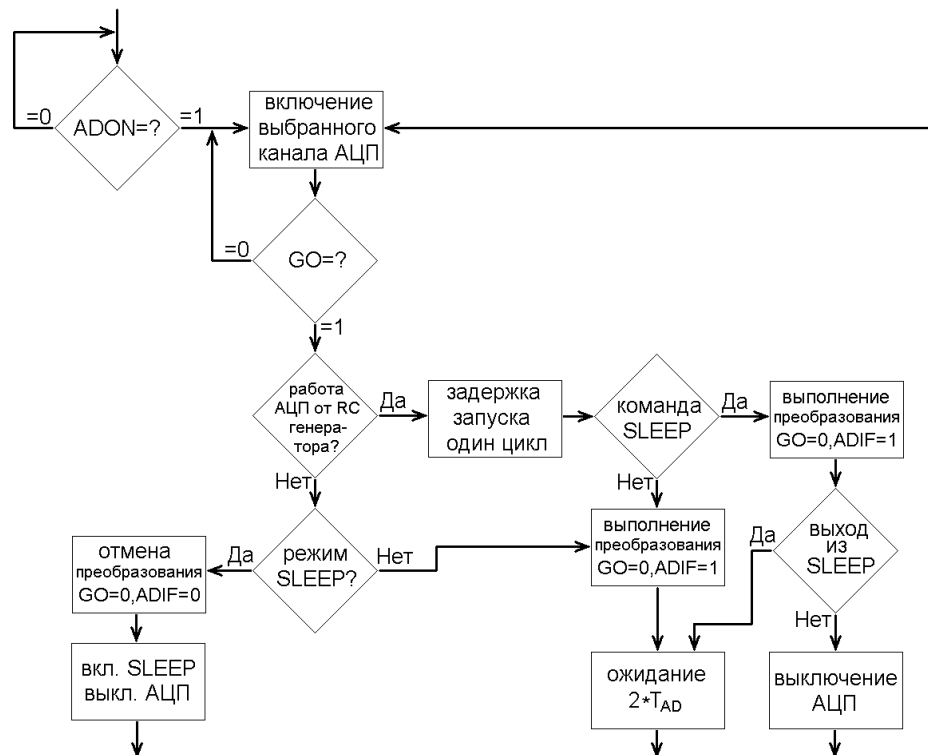 =0
ADON=?
=1
включение
выбранного
канала АЦП
=0
GO=?
=1
работа
АЦП от RC
генера-
тора?
Да
задержка
запуска
один цикл
команда
SLEEP
Да
выполнение
преобразования
GO=0,ADIF=1
Нет
Нет
отмена
преобразования
GO=0,ADIF=0
Да
режим
SLEEP?
Нет
выполнение
преобразования
GO=0,ADIF=1
Да
выход
из
SLEEP
Нет
вкл. SLEEP
выкл. АЦП
ожидание
2*TAD
выключение
АЦП